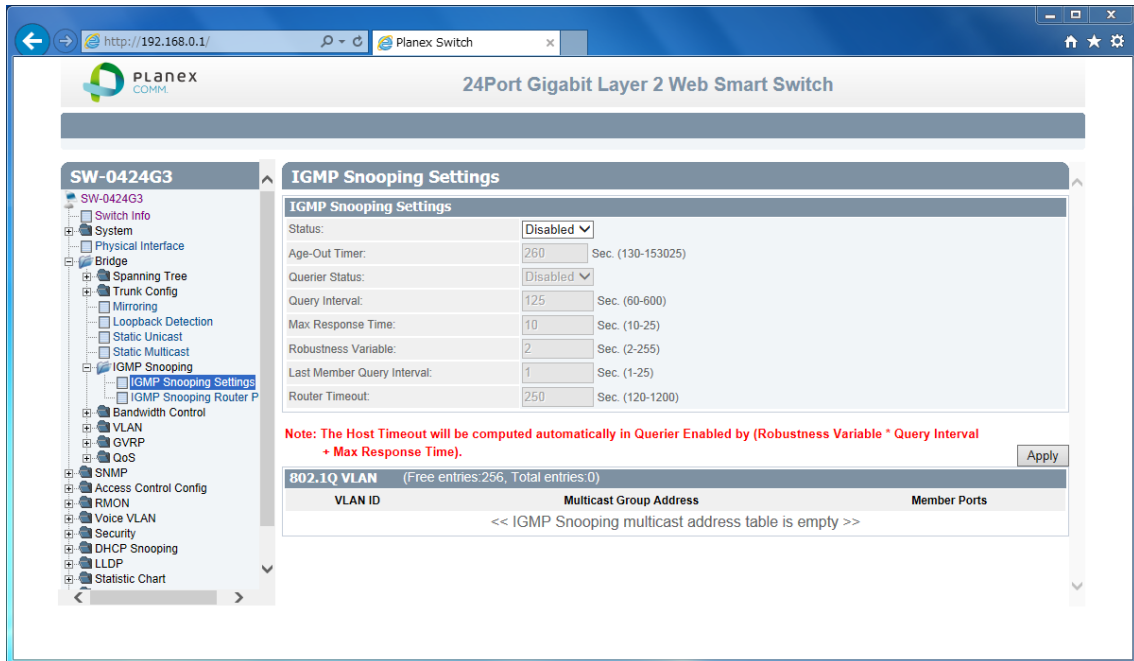 http://192.168.0.1/
Planex Switch
PLANEX
COMM.
24Port Gigabit Layer 2 Web Smart Switch
SW-0424G3
SW-0424G3
Switch Info
System
Physical Interface
Bridge
Spanning Tree
Trunk Config
Mirroring
Loopback Detection
Static Unicast
Static Multicast
IGMP Snooping
IGMP Snooping Settings
IGMP Snooping Router P
Bandwidth Control
VLAN
GVRP
QoS
SNMP
Access Control Config
RMON
Voice VLAN
Security
DHCP Snooping
LLDP
Statistic Chart
IGMP Snooping Settings
IGMP Snooping Settings
Status: Disabled
Age-Out Timer: 260 Sec. (130-153025)
Querier Status: Disabled
Query Interval: 125 Sec. (60-600)
Max Response Time: 10 Sec. (10-25)
Robustness Variable: 2 Sec. (2-255)
Last Member Query Interval: 1 Sec. (1-25)
Router Timeout: 250 Sec. (120-1200)
Note: The Host Timeout will be computed automatically in Querier Enabled by (Robustness Variable * Query Interval
+ Max Response Time).
Apply
802.1Q VLAN (Free entries:256, Total entries:0)
VLAN ID Multicast Group Address Member Ports
<< IGMP Snooping multicast address table is empty >>